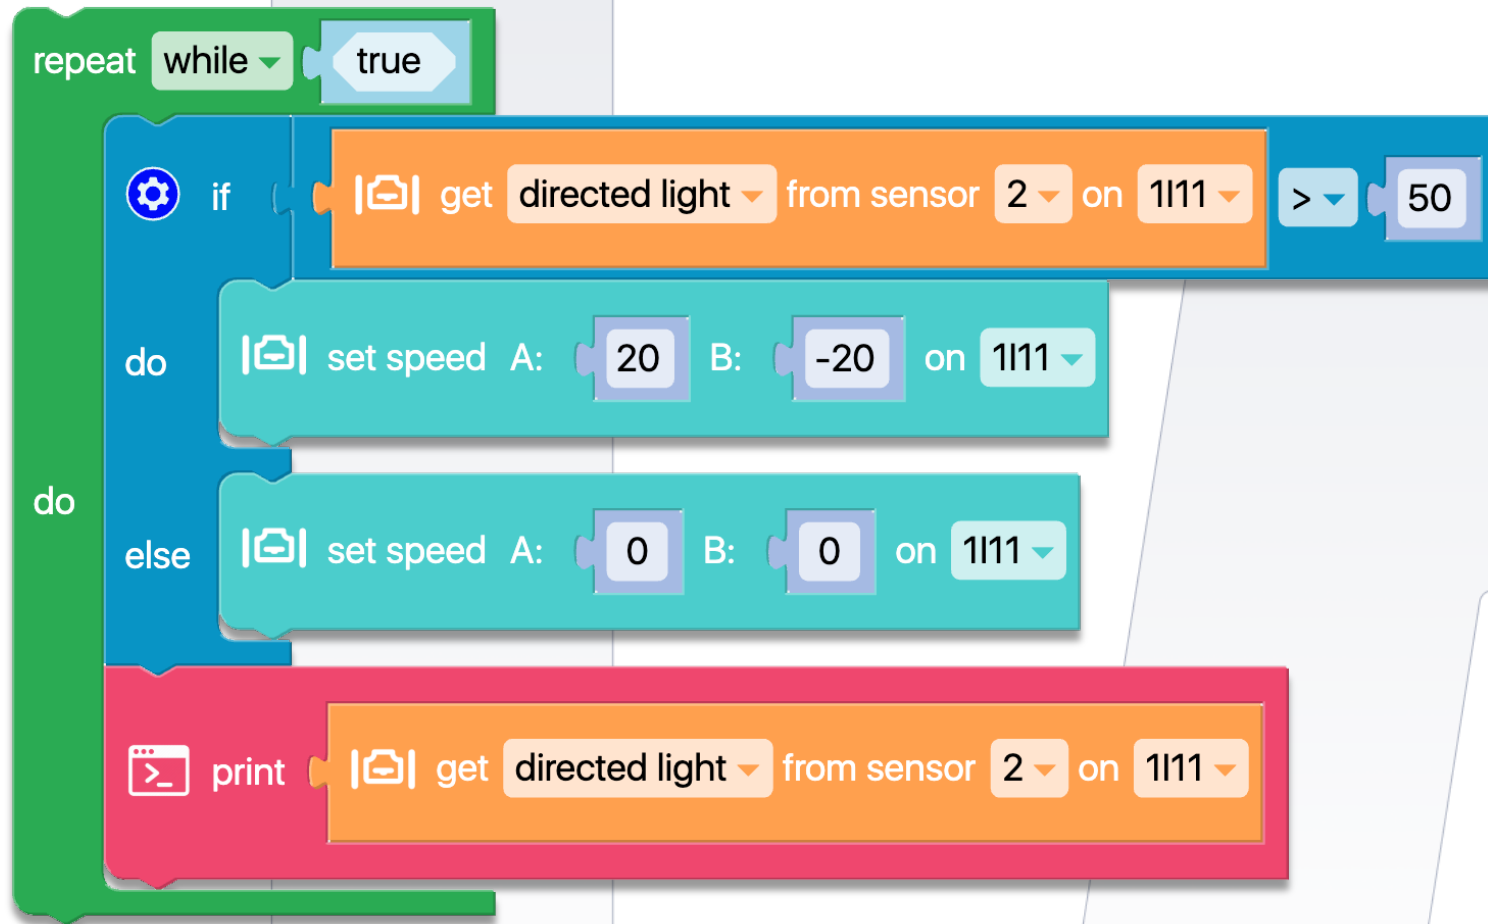 repeat while true
if get directed light from sensor 2 on 1I11 > 50
do set speed A: 20 B: -20 on 1I11
do
else set speed A: 0 B: 0 on 1I11
print get directed light from sensor 2 on 1I11